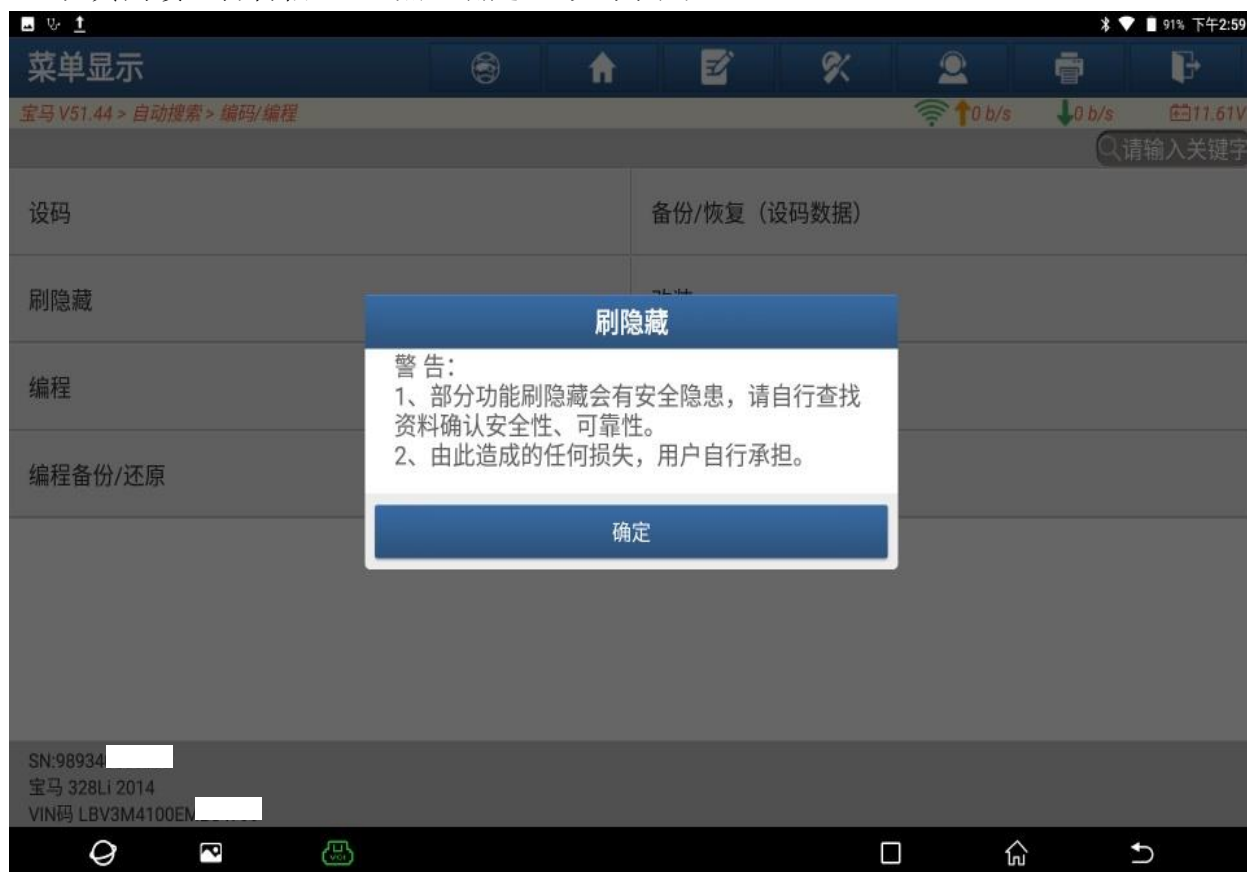 91% 下午2:59
菜单显示
宝马 V51.44 > 自动搜索 > 编码/编程
0 b/s
0 b/s
11.61V
请输入关键字
设码
备份/恢复（设码数据）
刷隐藏
刷隐藏
警 告：
1、部分功能刷隐藏会有安全隐患，请自行查找
资料确认安全性、可靠性。
2、由此造成的任何损失，用户自行承担。
确定
编程
编程备份/还原
SN:98934
宝马 328Li 2014
VIN码 LBV3M4100EM
VCI